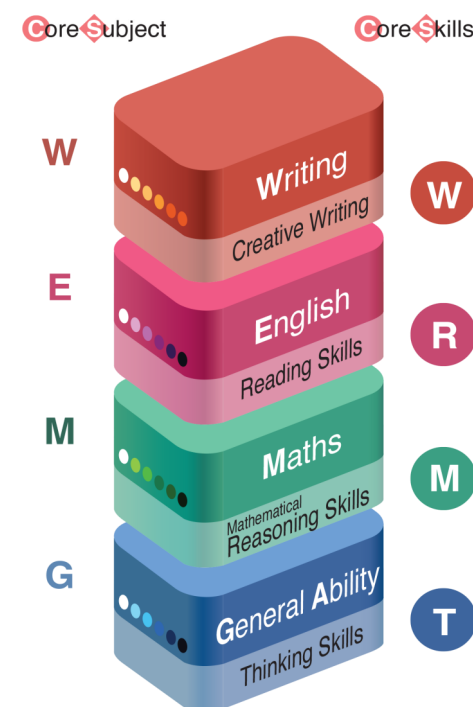 Core Subject
Core Skills
W
Writing
Creative Writing
W
E
English
Reading Skills
R
M
Maths
Mathematical
Reasoning Skills
M
G
General Ability
Thinking Skills
T